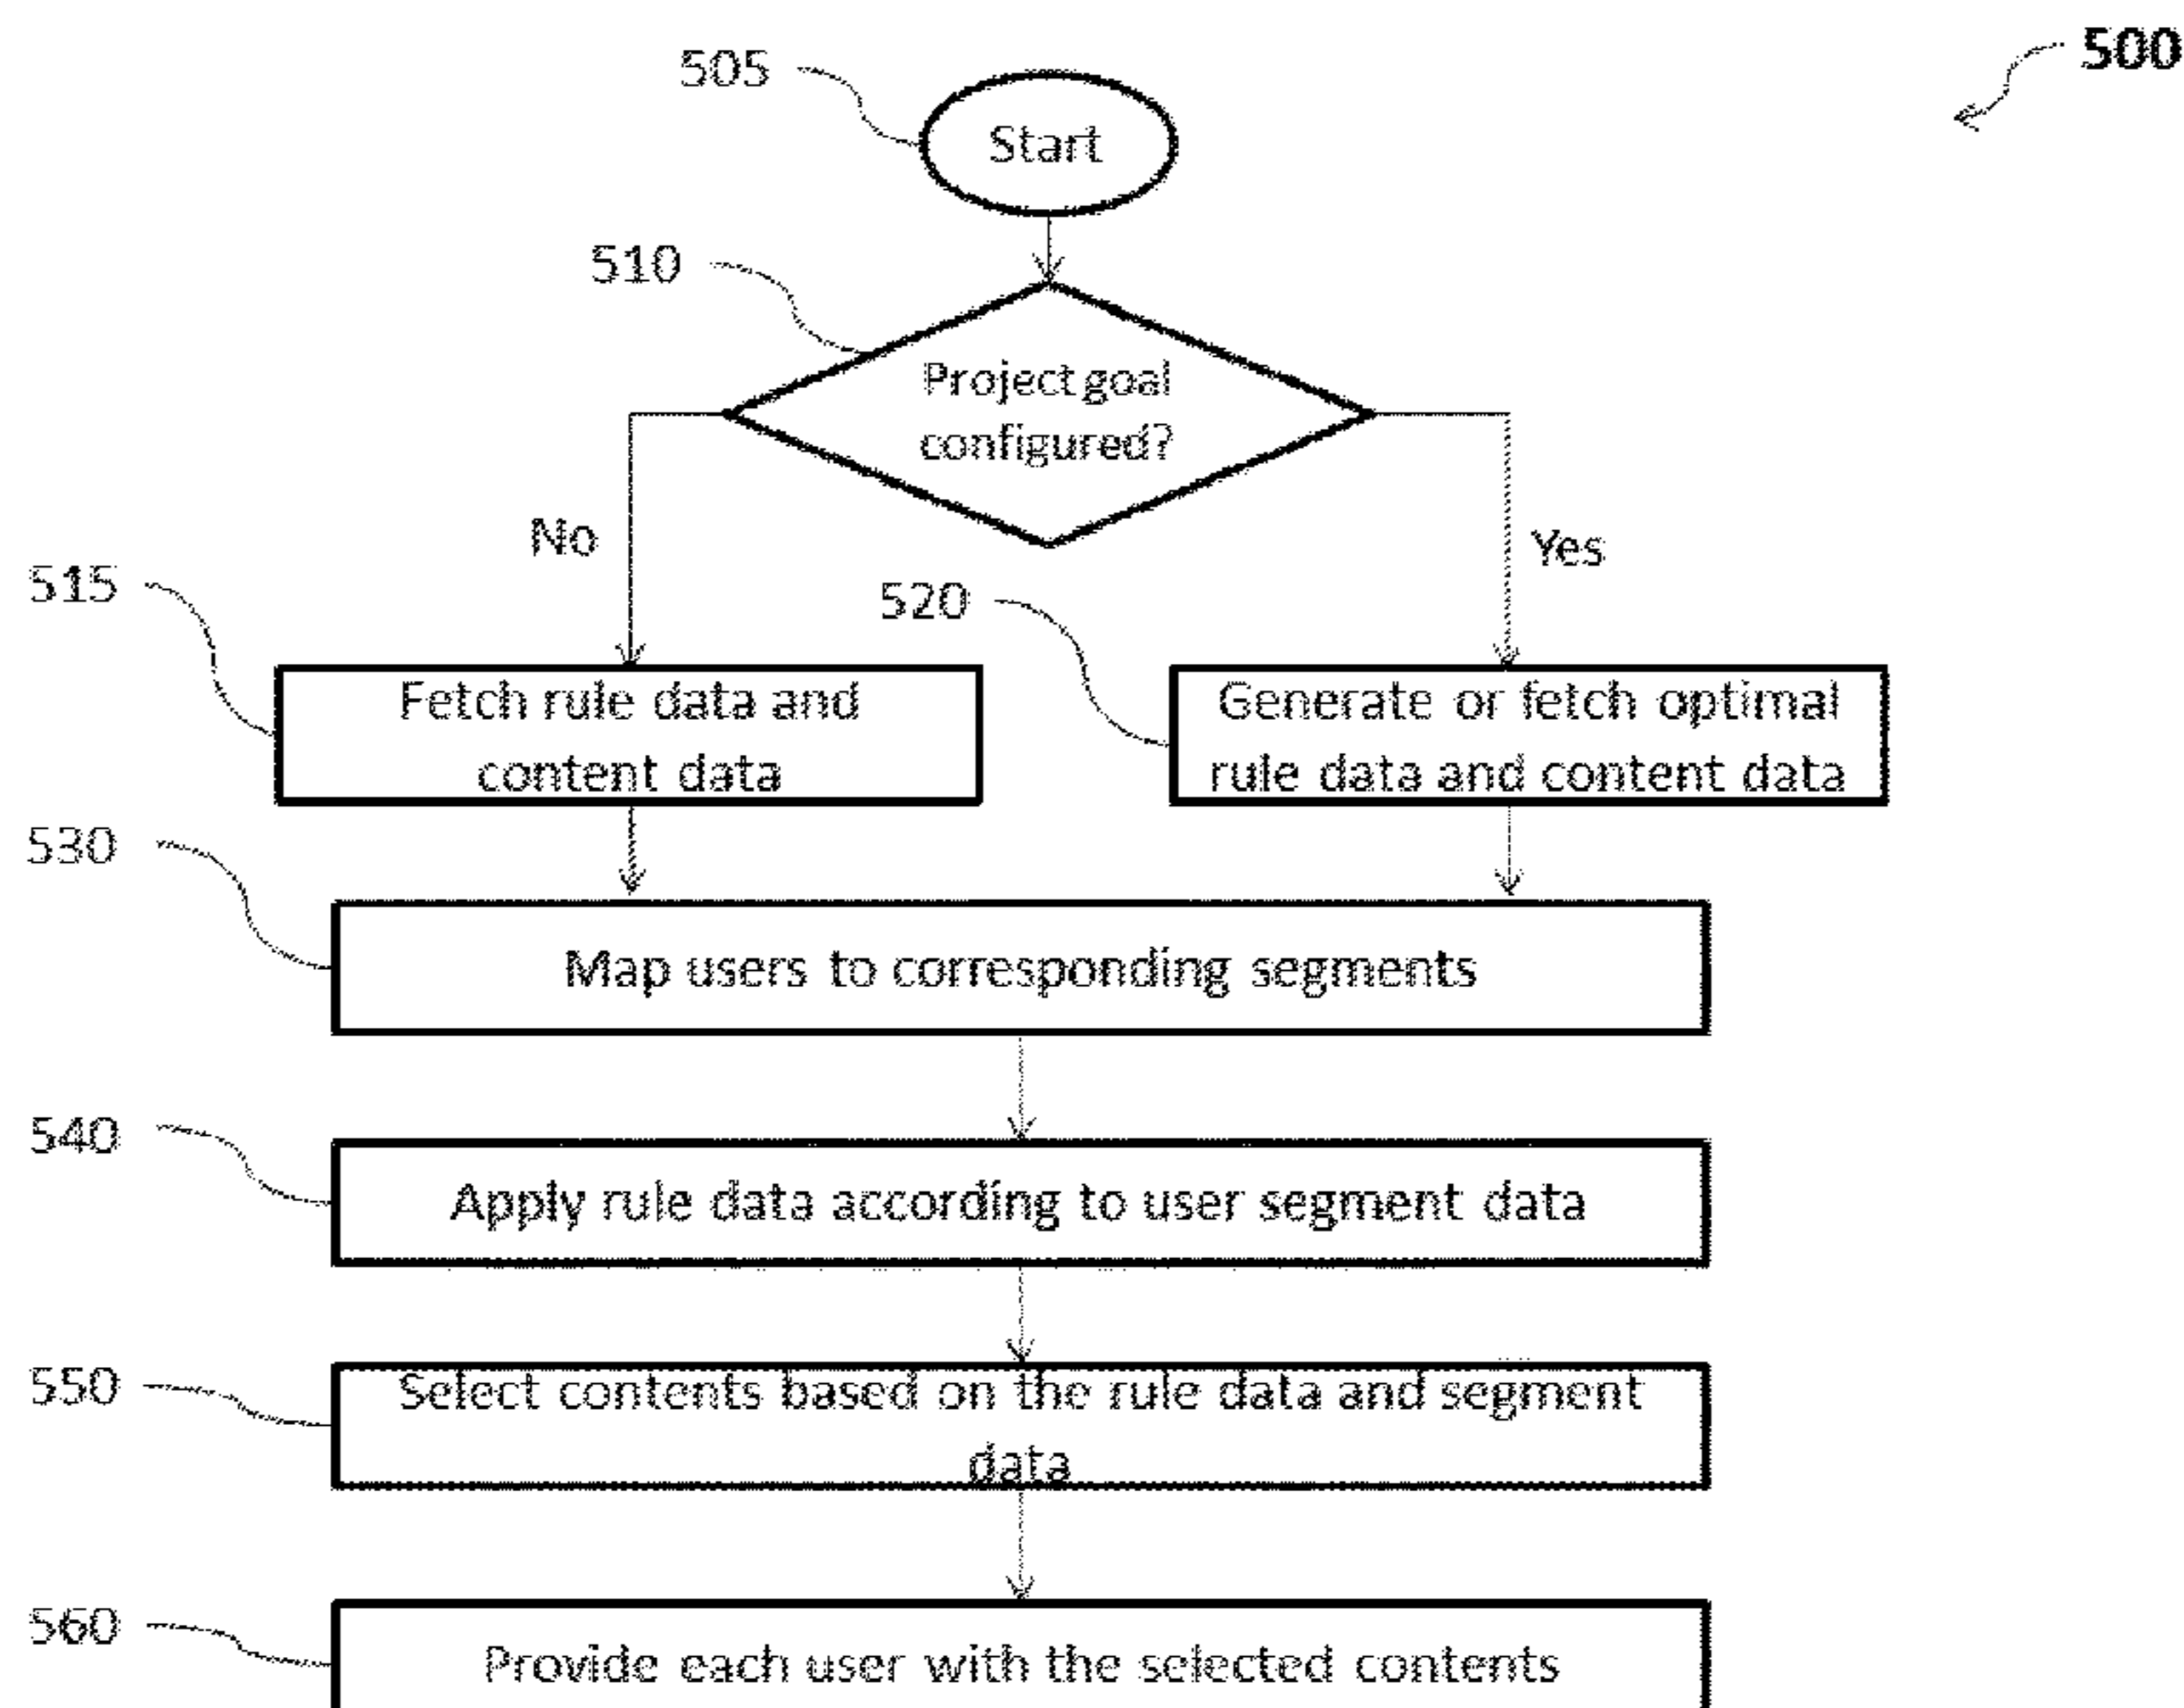 500
505
Start
510
Project goal
configured?
No
Yes
515
520
Fetch rule data and
content data
Generate or fetch optimal
rule data and content data
530
Map users to corresponding segments
540
Apply rule data according to user segment data
550
Select contents based on the rule data and segment
data
560
Provide each user with the selected contents